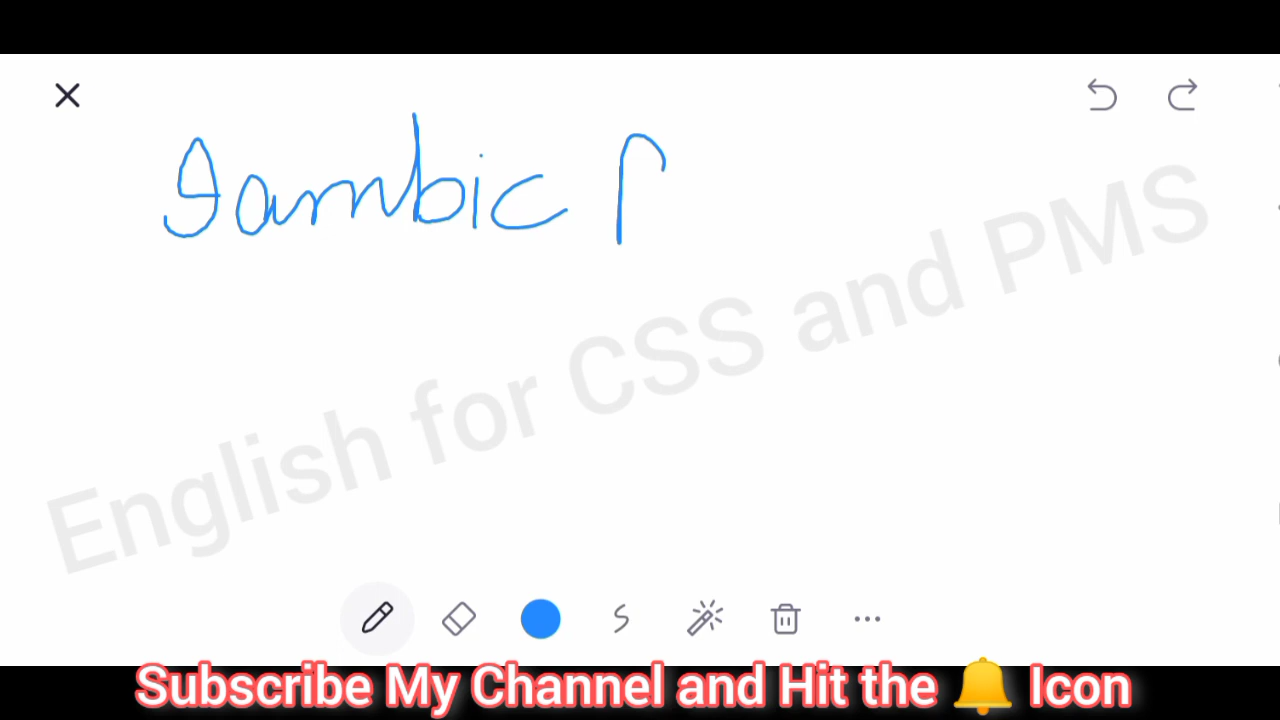 Iambic P
English for CSS and PMS
Subscribe My Channel and Hit the 🔔 Icon